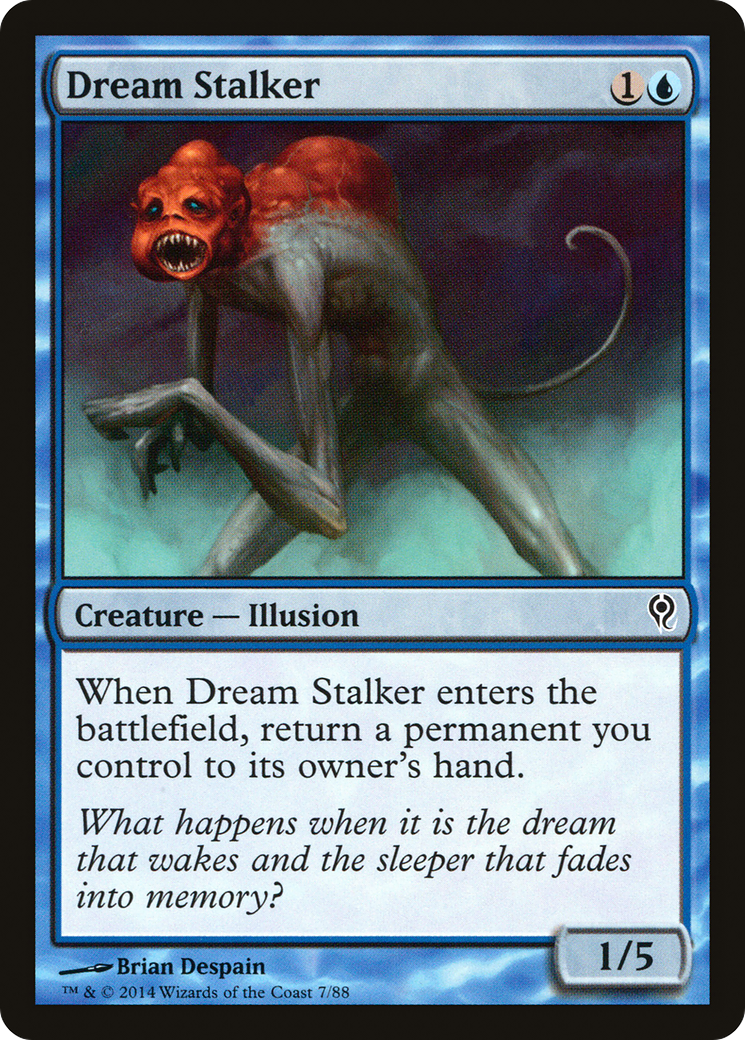 Dream Stalker 1
Creature — Illusion
When Dream Stalker enters the
battlefield, return a permanent you
control to its owner's hand.
What happens when it is the dream
that wakes and the sleeper that fades
into memory?
1/5
Brian Despain
™ & © 2014 Wizards of the Coast 7/88